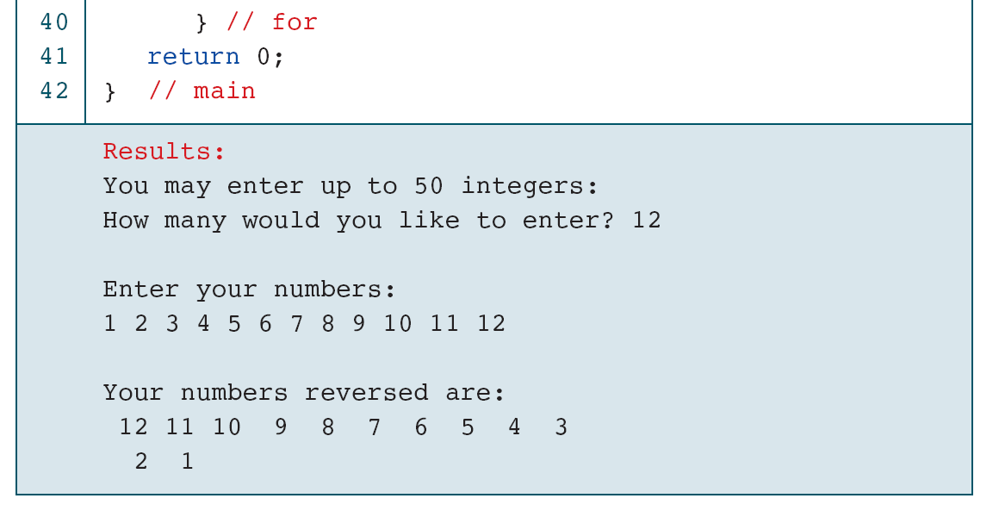 40 } // for
41 return 0;
42 } // main
Results:
You may enter up to 50 integers:
How many would you like to enter? 12
Enter your numbers:
1 2 3 4 5 6 7 8 9 10 11 12
Your numbers reversed are:
12 11 10 9 8 7 6 5 4 3
2 1